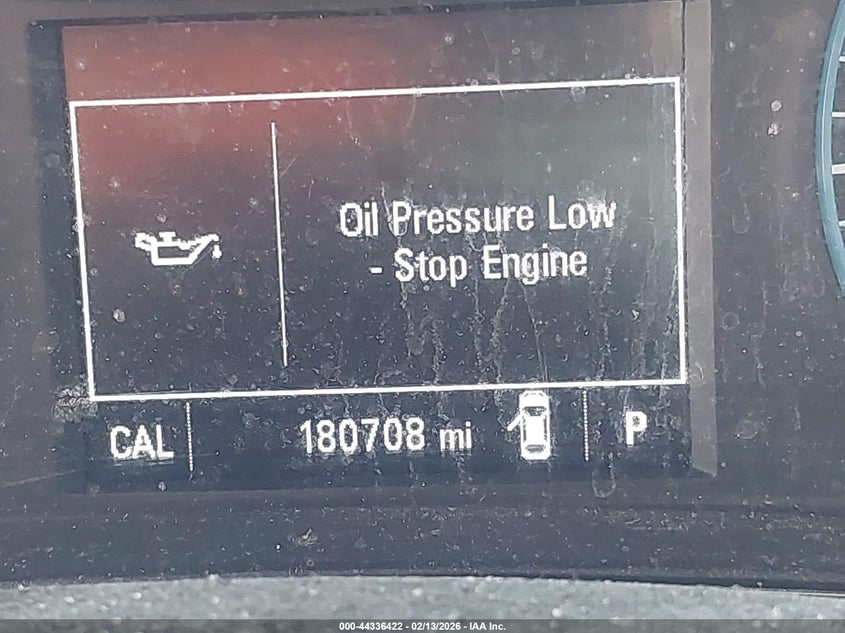 Oil Pressure Low
- Stop Engine
CAL 180708 mi P
000-44336422 - 02/13/2026 - IAA Inc.